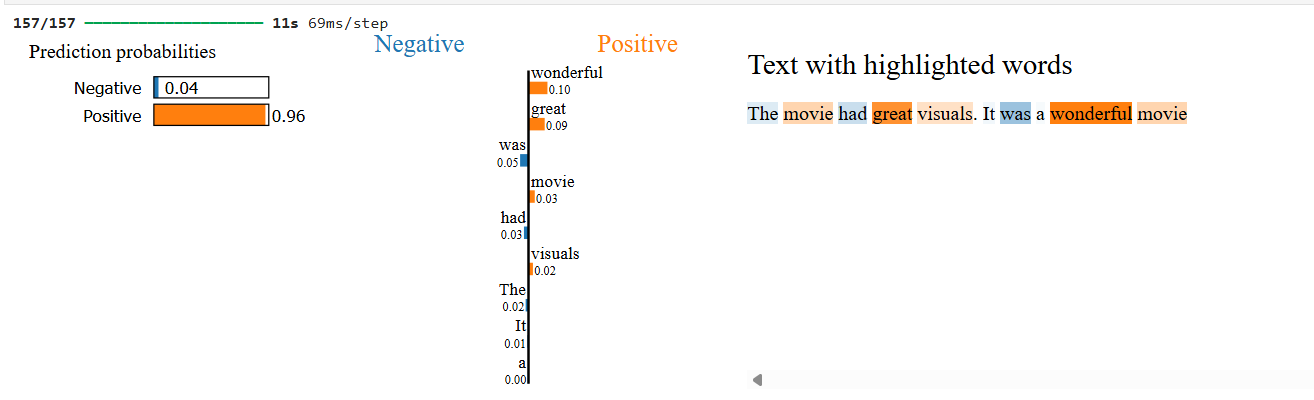 157/157 ━━━━━━━━━━━━━━━━━━━━ 11s 69ms/step
Prediction probabilities
Negative 0.04
Positive 0.96
Negative Positive
wonderful
0.10
great
0.09
was
0.05
movie
0.03
had
0.03
visuals
0.02
The
0.02
It
0.01
a
0.00
Text with highlighted words
The movie had great visuals. It was a wonderful movie